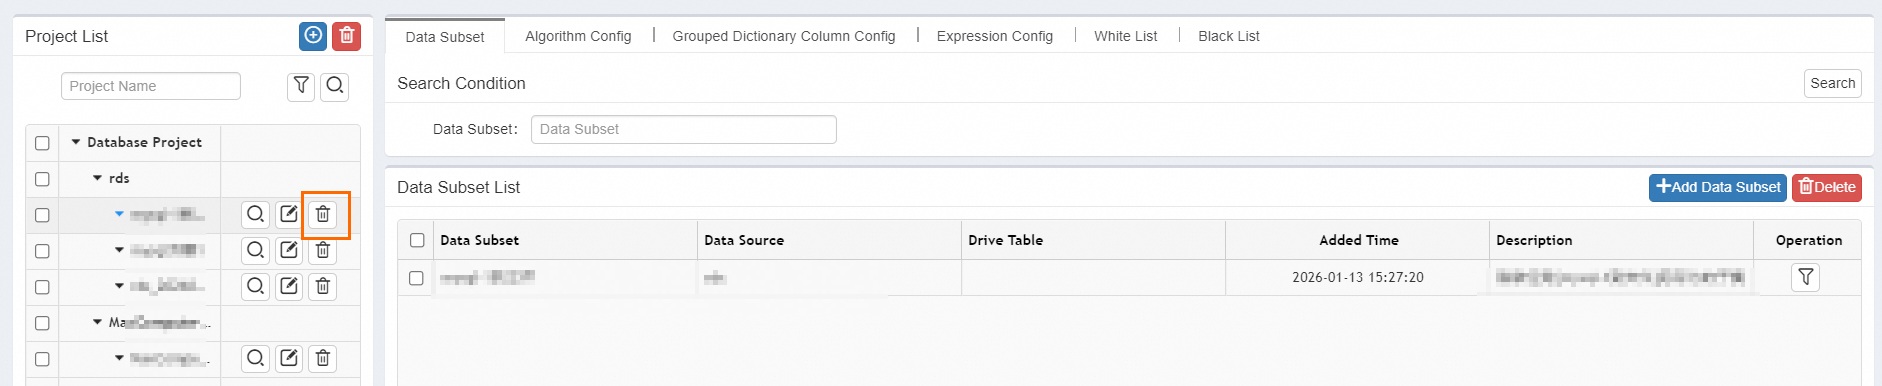 Project List
Project Name
Database Project
rds
Data Subset
Algorithm Config
Grouped Dictionary Column Config
Expression Config
White List
Black List
Search Condition
Search
Data Subset:
Data Subset
Data Subset List
Add Data Subset
Delete
Data Subset
Data Source
Drive Table
Added Time
Description
Operation
2026-01-13 15:27:20